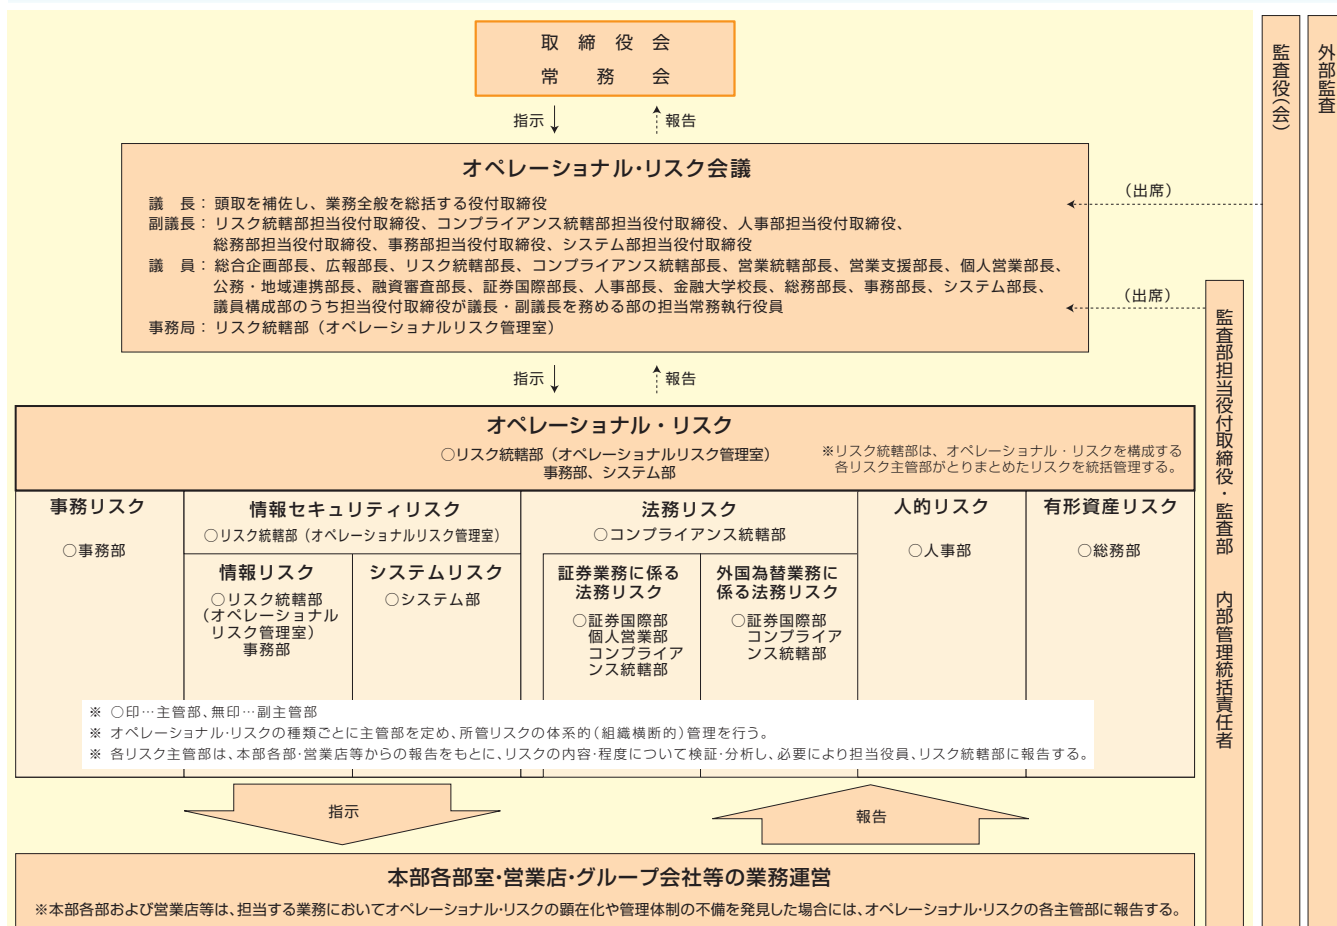 取締役会
常務会
指示
報告
オペレーショナル・リスク会議
議　長：頭取を補佐し、業務全般を総括する役付取締役
副議長：リスク統轄部担当役付取締役、コンプライアンス統轄部担当役付取締役、人事部担当役付取締役、
総務部担当役付取締役、事務部担当役付取締役、システム部担当役付取締役
議　員：総合企画部長、広報部長、リスク統轄部長、コンプライアンス統轄部長、営業統轄部長、営業支援部長、個人営業部長、
公務・地域連携部長、融資審査部長、証券国際部長、人事部長、金融大学校長、総務部長、事務部長、システム部長、
議員構成部のうち担当役付取締役が議長・副議長を務める部の担当常務執行役員
事務局：リスク統轄部（オペレーショナルリスク管理室）
（出席）
（出席）
指示
報告
オペレーショナル・リスク
○リスク統轄部（オペレーショナルリスク管理室）
事務部、システム部
※リスク統轄部は、オペレーショナル・リスクを構成する
各リスク主管部がとりまとめたリスクを統括管理する。
事務リスク
○事務部
情報セキュリティリスク
○リスク統轄部（オペレーショナルリスク管理室）
情報リスク
○リスク統轄部
（オペレーショナル
リスク管理室）
事務部
システムリスク
○システム部
法務リスク
○コンプライアンス統轄部
証券業務に係る
法務リスク
○証券国際部
個人営業部
コンプライア
ンス統轄部
外国為替業務に
係る法務リスク
○証券国際部
コンプライア
ンス統轄部
人的リスク
○人事部
有形資産リスク
○総務部
※ ○印…主管部、無印…副主管部
※ オペレーショナル・リスクの種類ごとに主管部を定め、所管リスクの体系的（組織横断的）管理を行う。
※ 各リスク主管部は、本部各部・営業店等からの報告をもとに、リスクの内容・程度について検証・分析し、必要により担当役員、リスク統轄部に報告する。
指示
報告
本部各部室・営業店・グループ会社等の業務運営
※本部各部および営業店等は、担当する業務においてオペレーショナル・リスクの顕在化や管理体制の不備を発見した場合には、オペレーショナル・リスクの各主管部に報告する。
監査部担当役付取締役・監査部　内部管理統括責任者
監査役（会）
外部監査